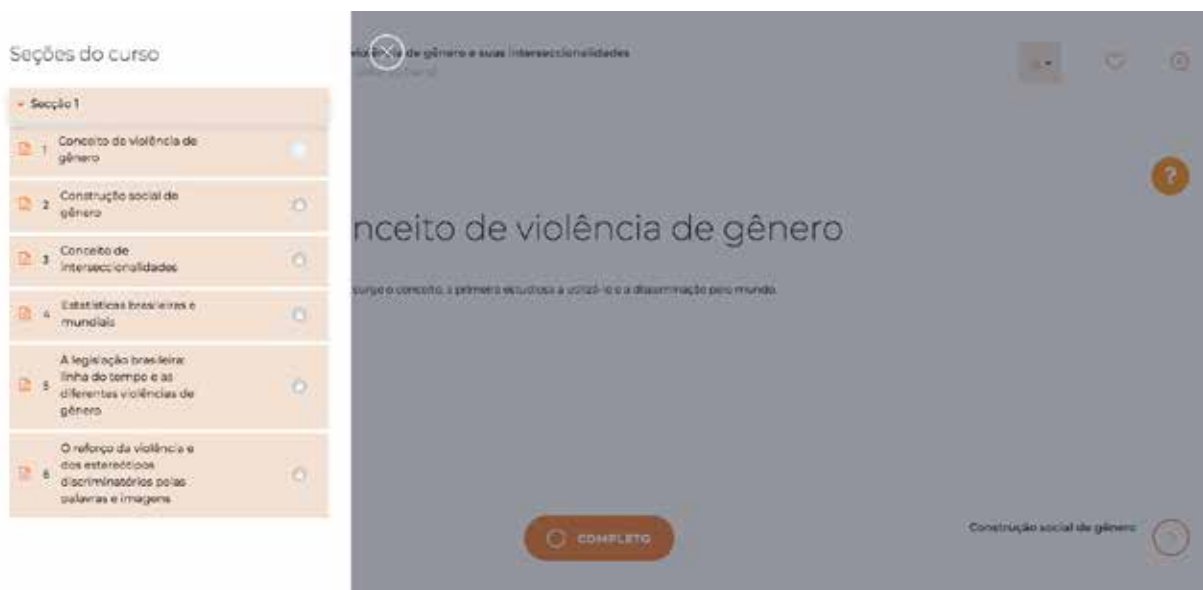 Seções do curso
Secção 1
1 Conceito de violência de
gênero
2 Construção social de
gênero
3 Conceito de
interseccionalidades
4 Estatísticas brasileiras e
mundiais
5 A legislação brasileira:
linha do tempo e as
diferentes violências de
gênero
6 O reforço da violência e
dos estereótipos
discriminatórios pelas
palavras e imagens
violência de gênero e suas interseccionalidades
?
nceito de violência de gênero
surge o conceito, a primeira estudiosa a utilizá-lo e a disseminação pelo mundo.
COMPLETO
Construção social de gênero